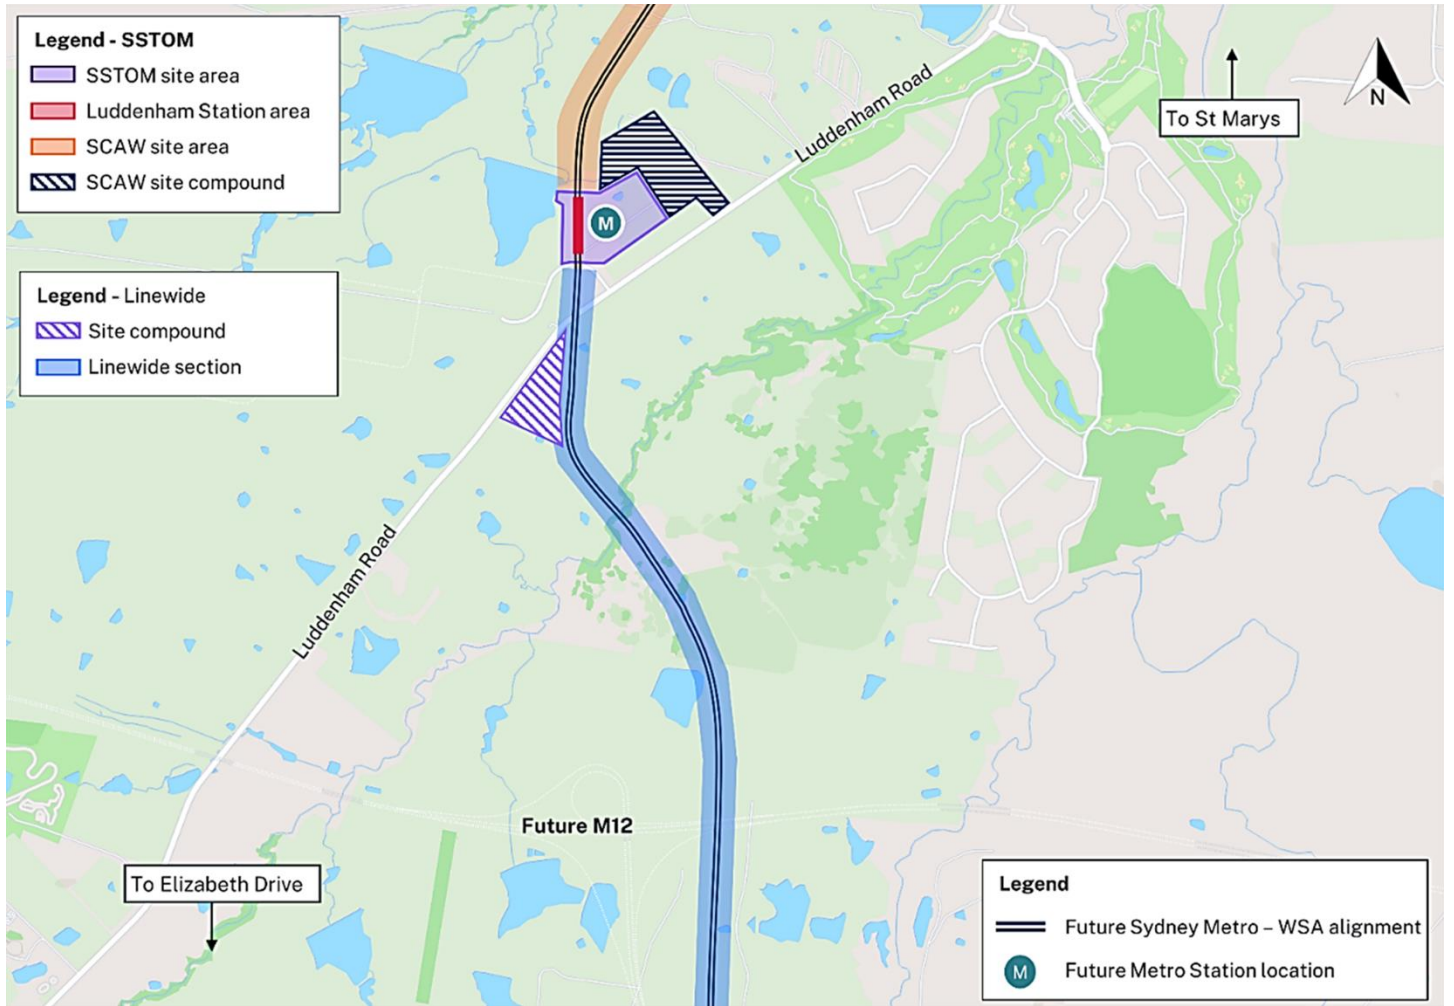 Legend - SSTOM
SSTOM site area
Luddenham Station area
SCAW site area
SCAW site compound
Legend - Linewide
Site compound
Linewide section
Luddenham Road
To St Marys
N
M
Luddenham Road
Future M12
To Elizabeth Drive
Legend
Future Sydney Metro – WSA alignment
M
Future Metro Station location